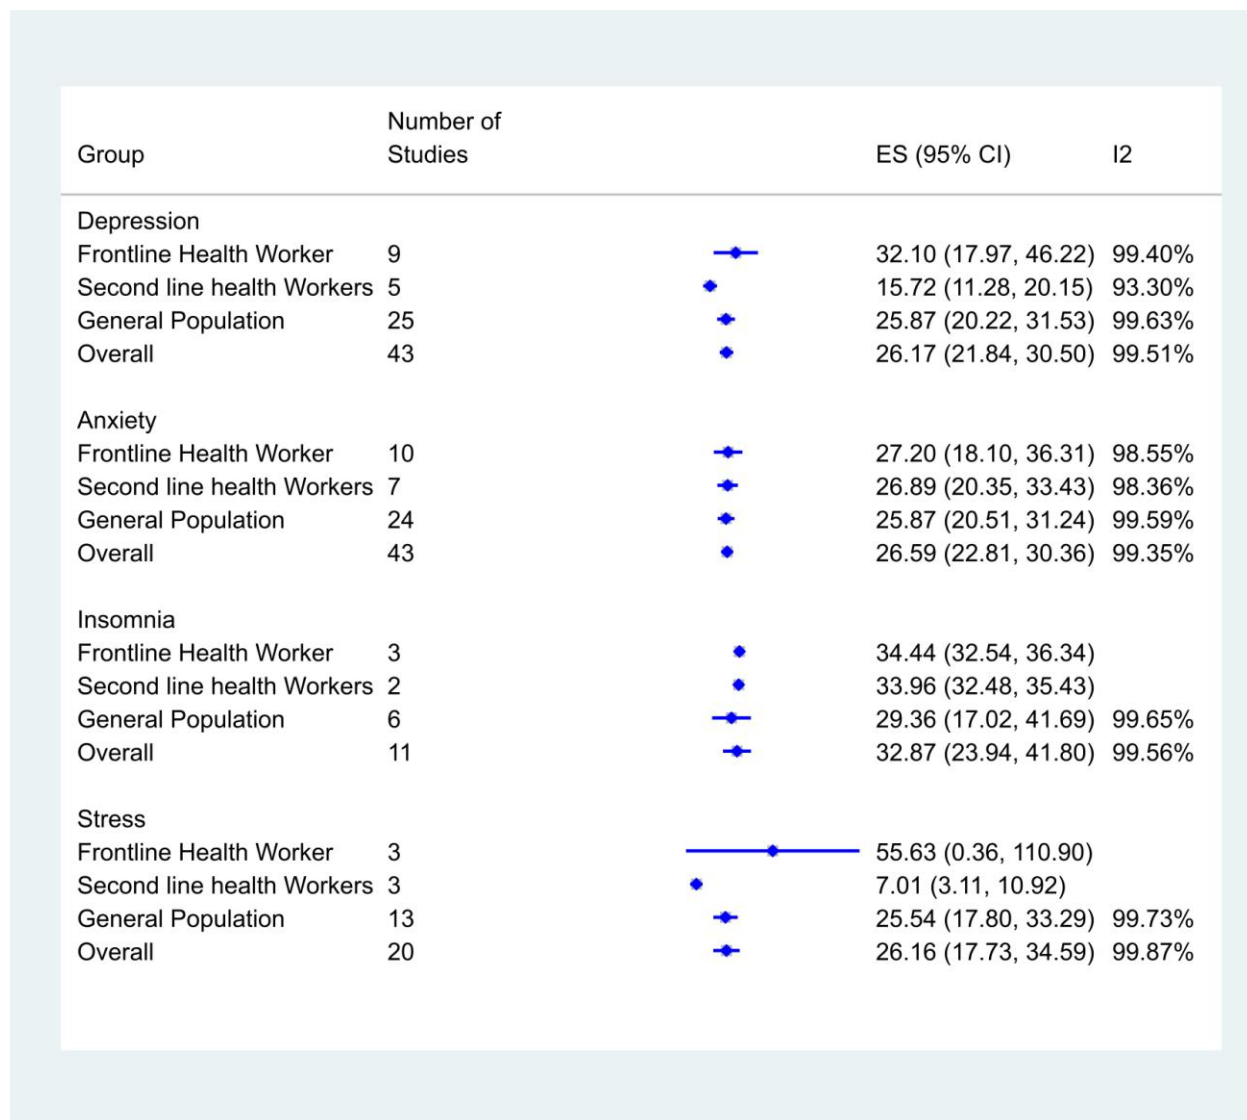 Number of
Group Studies ES (95% CI) I2
Depression
Frontline Health Worker 9 32.10 (17.97, 46.22) 99.40%
Second line health Workers 5 15.72 (11.28, 20.15) 93.30%
General Population 25 25.87 (20.22, 31.53) 99.63%
Overall 43 26.17 (21.84, 30.50) 99.51%
Anxiety
Frontline Health Worker 10 27.20 (18.10, 36.31) 98.55%
Second line health Workers 7 26.89 (20.35, 33.43) 98.36%
General Population 24 25.87 (20.51, 31.24) 99.59%
Overall 43 26.59 (22.81, 30.36) 99.35%
Insomnia
Frontline Health Worker 3 34.44 (32.54, 36.34)
Second line health Workers 2 33.96 (32.48, 35.43)
General Population 6 29.36 (17.02, 41.69) 99.65%
Overall 11 32.87 (23.94, 41.80) 99.56%
Stress
Frontline Health Worker 3 55.63 (0.36, 110.90)
Second line health Workers 3 7.01 (3.11, 10.92)
General Population 13 25.54 (17.80, 33.29) 99.73%
Overall 20 26.16 (17.73, 34.59) 99.87%